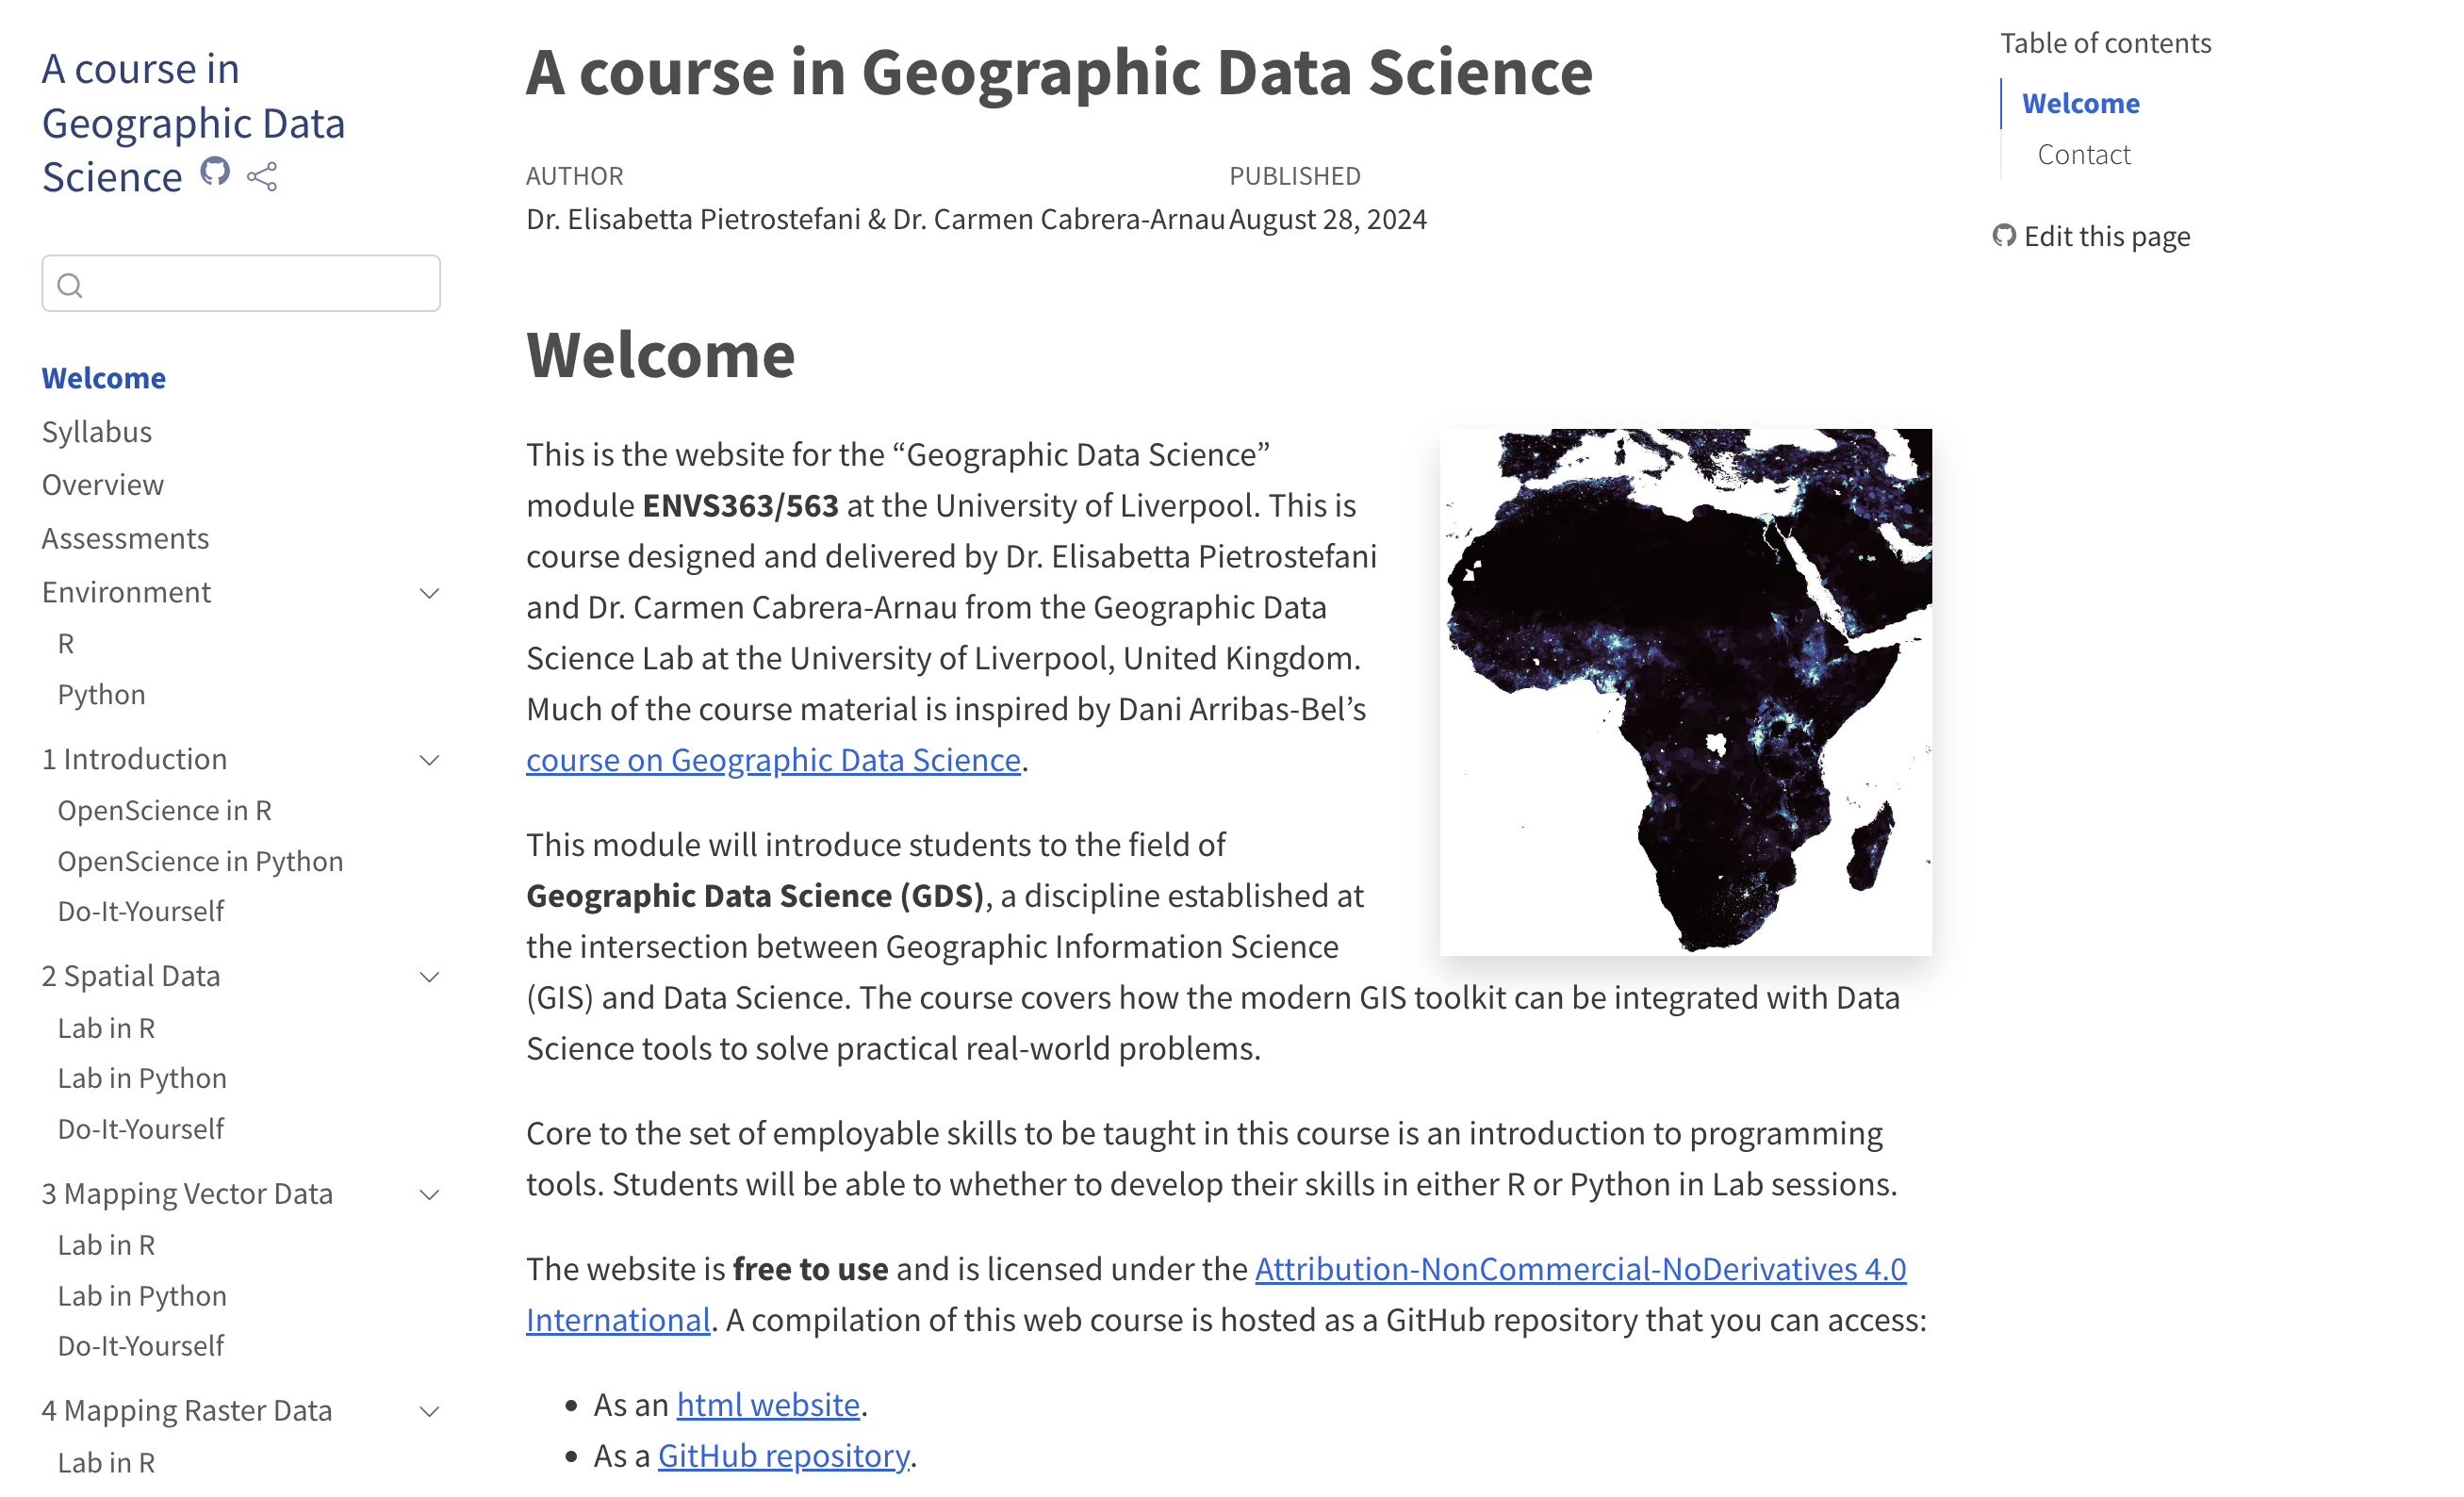 A course in
Geographic Data
Science
Welcome
Syllabus
Overview
Assessments
Environment
R
Python
1 Introduction
OpenScience in R
OpenScience in Python
Do-It-Yourself
2 Spatial Data
Lab in R
Lab in Python
Do-It-Yourself
3 Mapping Vector Data
Lab in R
Lab in Python
Do-It-Yourself
4 Mapping Raster Data
Lab in R
A course in Geographic Data Science
AUTHOR
Dr. Elisabetta Pietrostefani & Dr. Carmen Cabrera-Arnau
PUBLISHED
August 28, 2024
Welcome
This is the website for the “Geographic Data Science”
module ENVS363/563 at the University of Liverpool. This is
course designed and delivered by Dr. Elisabetta Pietrostefani
and Dr. Carmen Cabrera-Arnau from the Geographic Data
Science Lab at the University of Liverpool, United Kingdom.
Much of the course material is inspired by Dani Arribas-Bel’s
course on Geographic Data Science.
This module will introduce students to the field of
Geographic Data Science (GDS), a discipline established at
the intersection between Geographic Information Science
(GIS) and Data Science. The course covers how the modern GIS toolkit can be integrated with Data
Science tools to solve practical real-world problems.
Core to the set of employable skills to be taught in this course is an introduction to programming
tools. Students will be able to whether to develop their skills in either R or Python in Lab sessions.
The website is free to use and is licensed under the Attribution-NonCommercial-NoDerivatives 4.0
International. A compilation of this web course is hosted as a GitHub repository that you can access:
• As an html website.
• As a GitHub repository.
Table of contents
Welcome
Contact
Edit this page